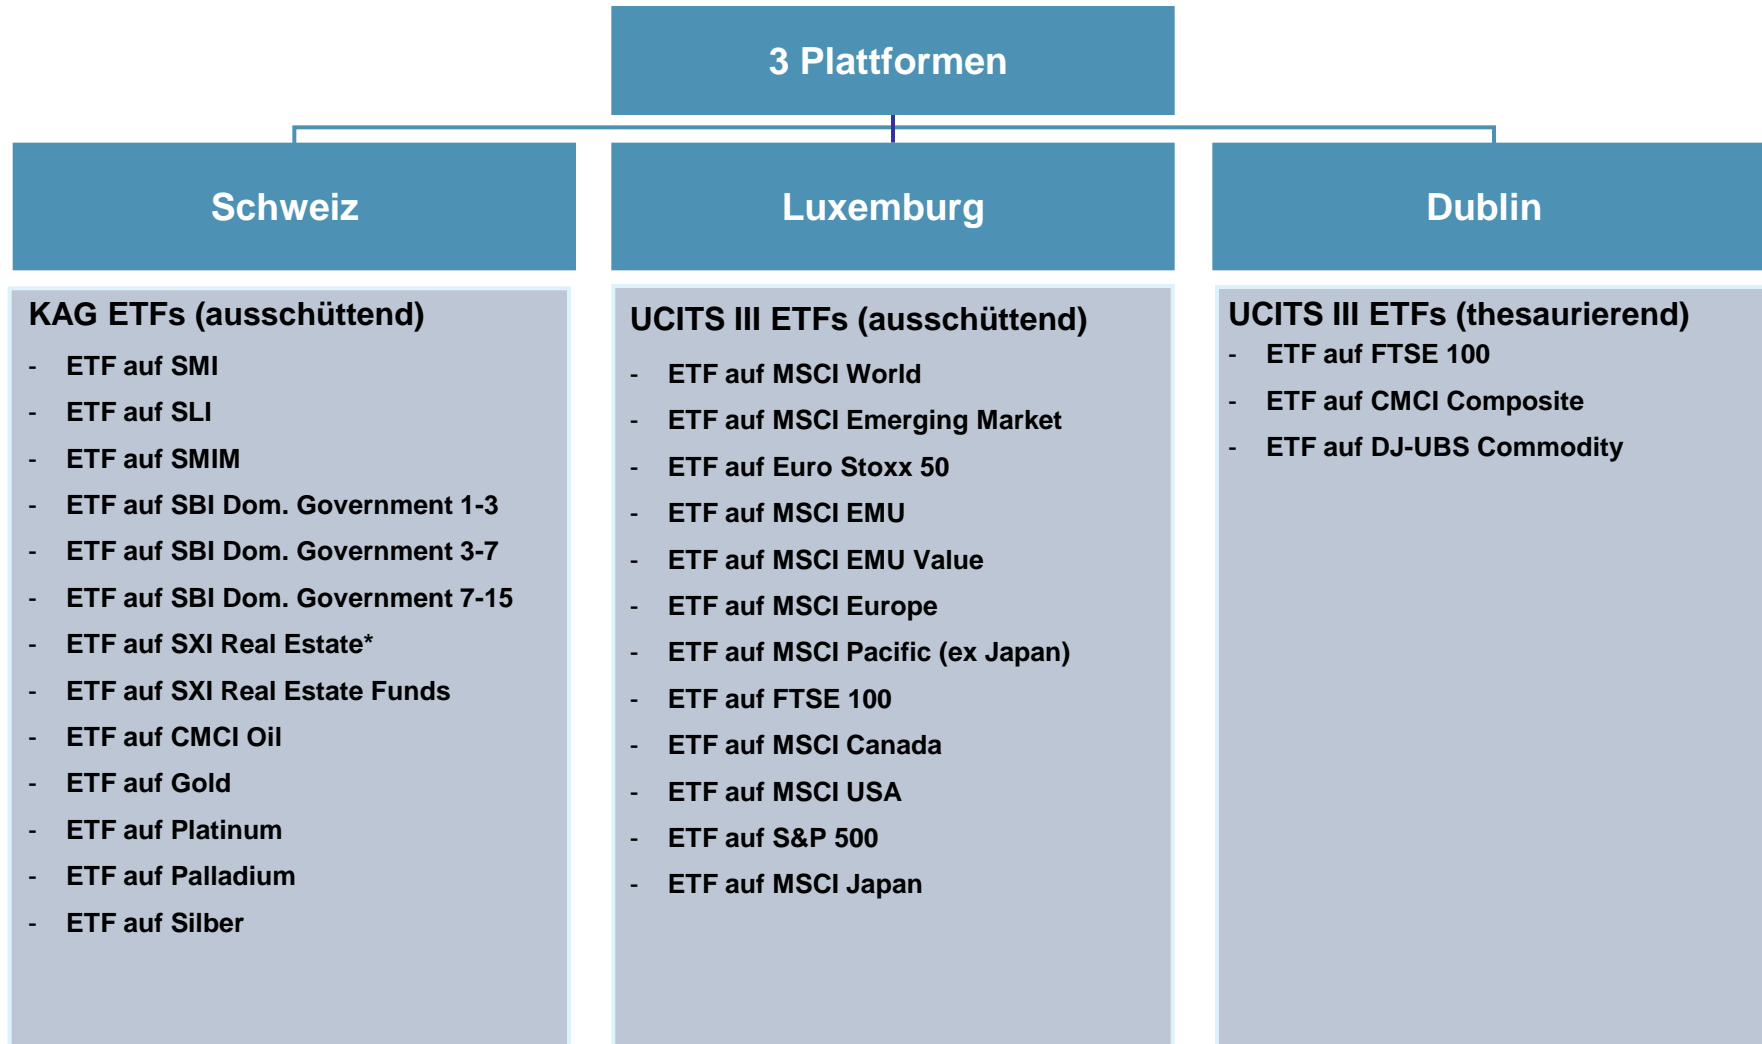 3 Plattformen
Schweiz
Luxemburg
Dublin
KAG ETFs (ausschüttend)
- ETF auf SMI
- ETF auf SLI
- ETF auf SMIM
- ETF auf SBI Dom. Government 1-3
- ETF auf SBI Dom. Government 3-7
- ETF auf SBI Dom. Government 7-15
- ETF auf SXI Real Estate*
- ETF auf SXI Real Estate Funds
- ETF auf CMCI Oil
- ETF auf Gold
- ETF auf Platinum
- ETF auf Palladium
- ETF auf Silber
UCITS III ETFs (ausschüttend)
- ETF auf MSCI World
- ETF auf MSCI Emerging Market
- ETF auf Euro Stoxx 50
- ETF auf MSCI EMU
- ETF auf MSCI EMU Value
- ETF auf MSCI Europe
- ETF auf MSCI Pacific (ex Japan)
- ETF auf FTSE 100
- ETF auf MSCI Canada
- ETF auf MSCI USA
- ETF auf S&P 500
- ETF auf MSCI Japan
UCITS III ETFs (thesaurierend)
- ETF auf FTSE 100
- ETF auf CMCI Composite
- ETF auf DJ-UBS Commodity